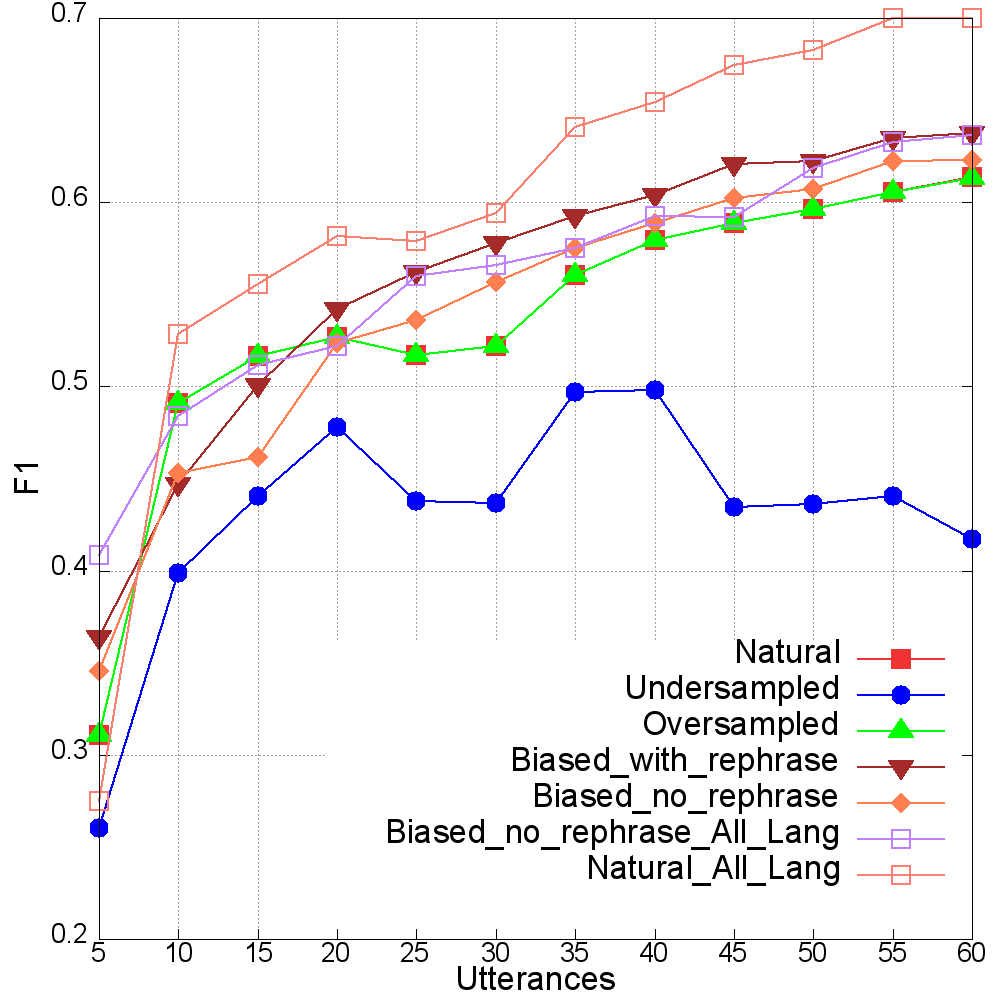 0.7
0.6
0.5
0.4
0.3
0.2
F1
Natural
Undersampled
Oversampled
Biased_with_rephrase
Biased_no_rephrase
Biased_no_rephrase_All_Lang
Natural_All_Lang
5 10 15 20 25 30 35 40 45 50 55 60
Utterances